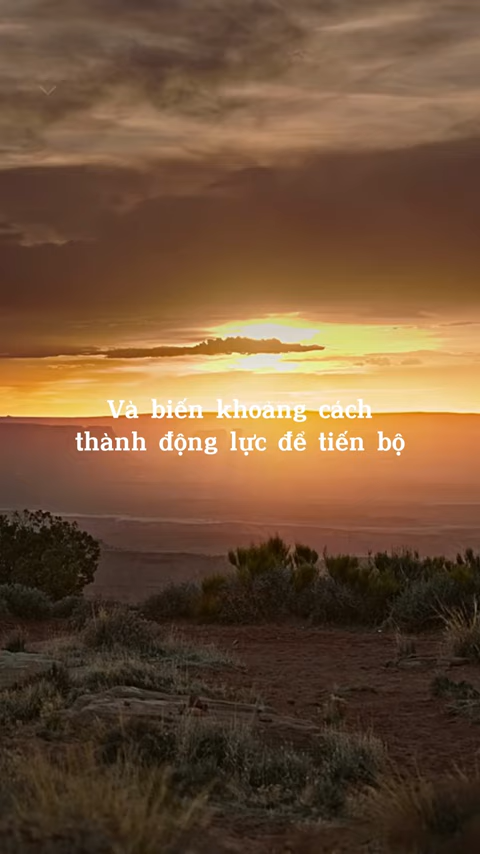 Và biến khoảng cách
thành động lực để tiến bộ